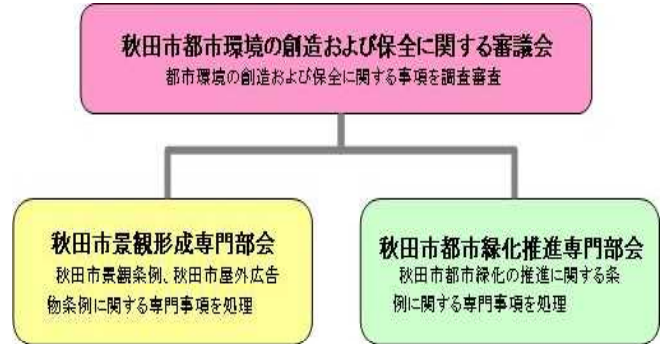 秋田市都市環境の創造および保全に関する審議会
都市環境の創造および保全に関する事項を調査審査
秋田市景観形成専門部会
秋田市景観条例、秋田市屋外広告
物条例に関する専門事項を処理
秋田市都市緑化推進専門部会
秋田市都市緑化の推進に関する条
例に関する専門事項を処理